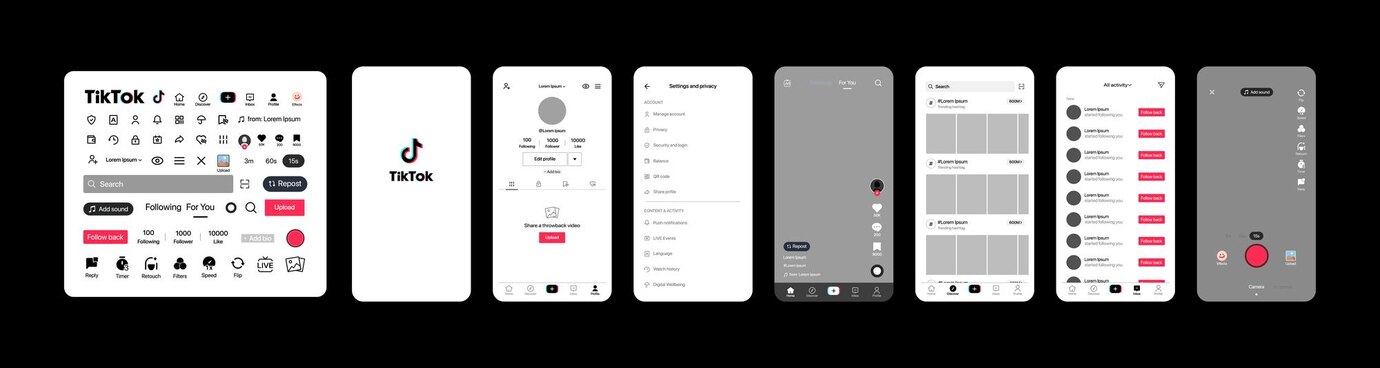 TikTok
Home
Discover
Inbox
Profile
Effects
from: Lorem Ipsum
50K
200
9000
Lorem Ipsum
Upload
3m
60s
15s
Search
Repost
Add sound
Following
For You
Upload
Follow back
100
Following
1000
Follower
10000
Like
+ Add bio
Reply
Timer
Retouch
Filters
1X
Speed
Flip
LIVE
TikTok
Lorem Ipsum
@Lorem Ipsum
100
Following
1000
Follower
10000
Like
Edit profile
+ Add bio
Share a throwback video
Upload
Home
Discover
Inbox
Profile
Settings and privacy
ACCOUNT
Manage account
Privacy
Security and login
Balance
QR code
Share profile
CONTENT & ACTIVITY
Push notifications
LIVE Events
Language
Watch history
Digital Wellbeing
Following
For You
50K
200
9000
Repost
Lorem Ipsum
#Lorem Ipsum
from: Lorem Ipsum
Home
Discover
Inbox
Profile
Search
#Lorem Ipsum
Trending hashtag
600M>
#Lorem Ipsum
Trending hashtag
600M>
#Lorem Ipsum
Trending hashtag
600M>
Home
Discover
Inbox
Profile
All activity
New
Lorem Ipsum
started following you
Follow back
Lorem Ipsum
started following you
Follow back
Lorem Ipsum
started following you
Follow back
Lorem Ipsum
started following you
Follow back
Lorem Ipsum
started following you
Follow back
Lorem Ipsum
started following you
Follow back
Lorem Ipsum
started following you
Follow back
Lorem Ipsum
started following you
Follow back
Lorem Ipsum
Follow back
Home
Discover
Inbox
Profile
Add sound
Flip
Speed
Filters
Retouch
Timer
Reply
15s
Effects
Upload
Camera